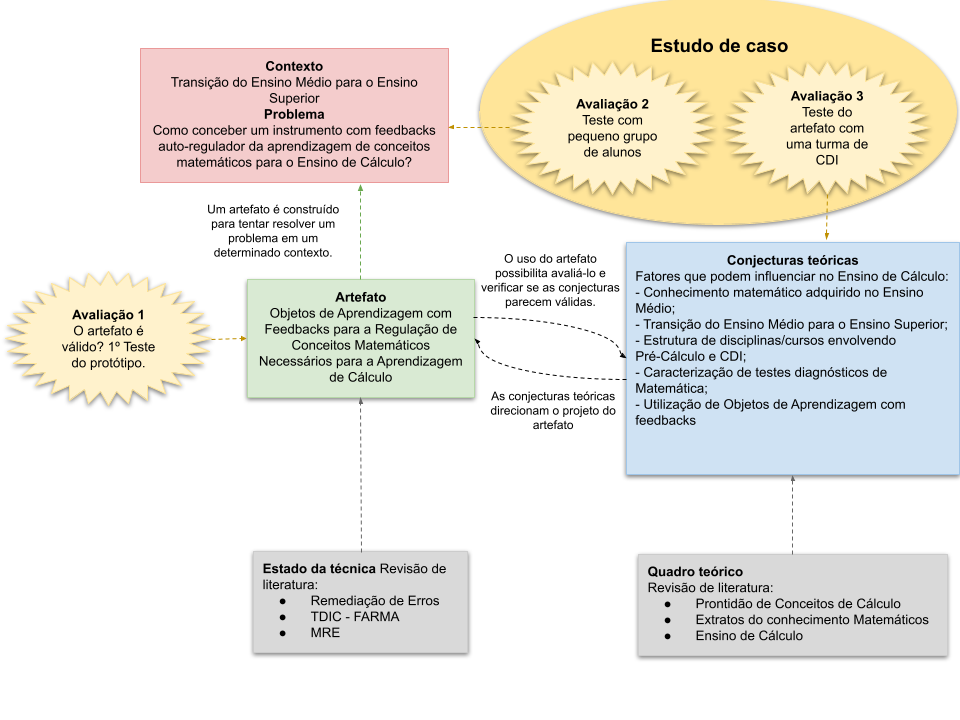 Estudo de caso
Contexto
Transição do Ensino Médio para o Ensino
Superior
Problema
Como conceber um instrumento com feedbacks
auto-regulador da aprendizagem de conceitos
matemáticos para o Ensino de Cálculo?
Avaliação 2
Teste com
pequeno grupo
de alunos
Avaliação 3
Teste do
artefato com
uma turma de
CDI
Um artefato é construído
para tentar resolver um
problema em um
determinado contexto.
O uso do artefato
possibilita avaliá-lo e
verificar se as conjecturas
parecem válidas.
Conjecturas teóricas
Fatores que podem influenciar no Ensino de Cálculo:
- Conhecimento matemático adquirido no Ensino
Médio;
- Transição do Ensino Médio para o Ensino Superior;
- Estrutura de disciplinas/cursos envolvendo
Pré-Cálculo e CDI;
- Caracterização de testes diagnósticos de
Matemática;
- Utilização de Objetos de Aprendizagem com
feedbacks
Avaliação 1
O artefato é
válido? 1º Teste
do protótipo.
Artefato
Objetos de Aprendizagem com
Feedbacks para a Regulação de
Conceitos Matemáticos
Necessários para a Aprendizagem
de Cálculo
As conjecturas teóricas
direcionam o projeto do
artefato
Estado da técnica Revisão de
literatura:
● Remediação de Erros
● TDIC - FARMA
● MRE
Quadro teórico
Revisão de literatura:
● Prontidão de Conceitos de Cálculo
● Extratos do conhecimento Matemáticos
● Ensino de Cálculo